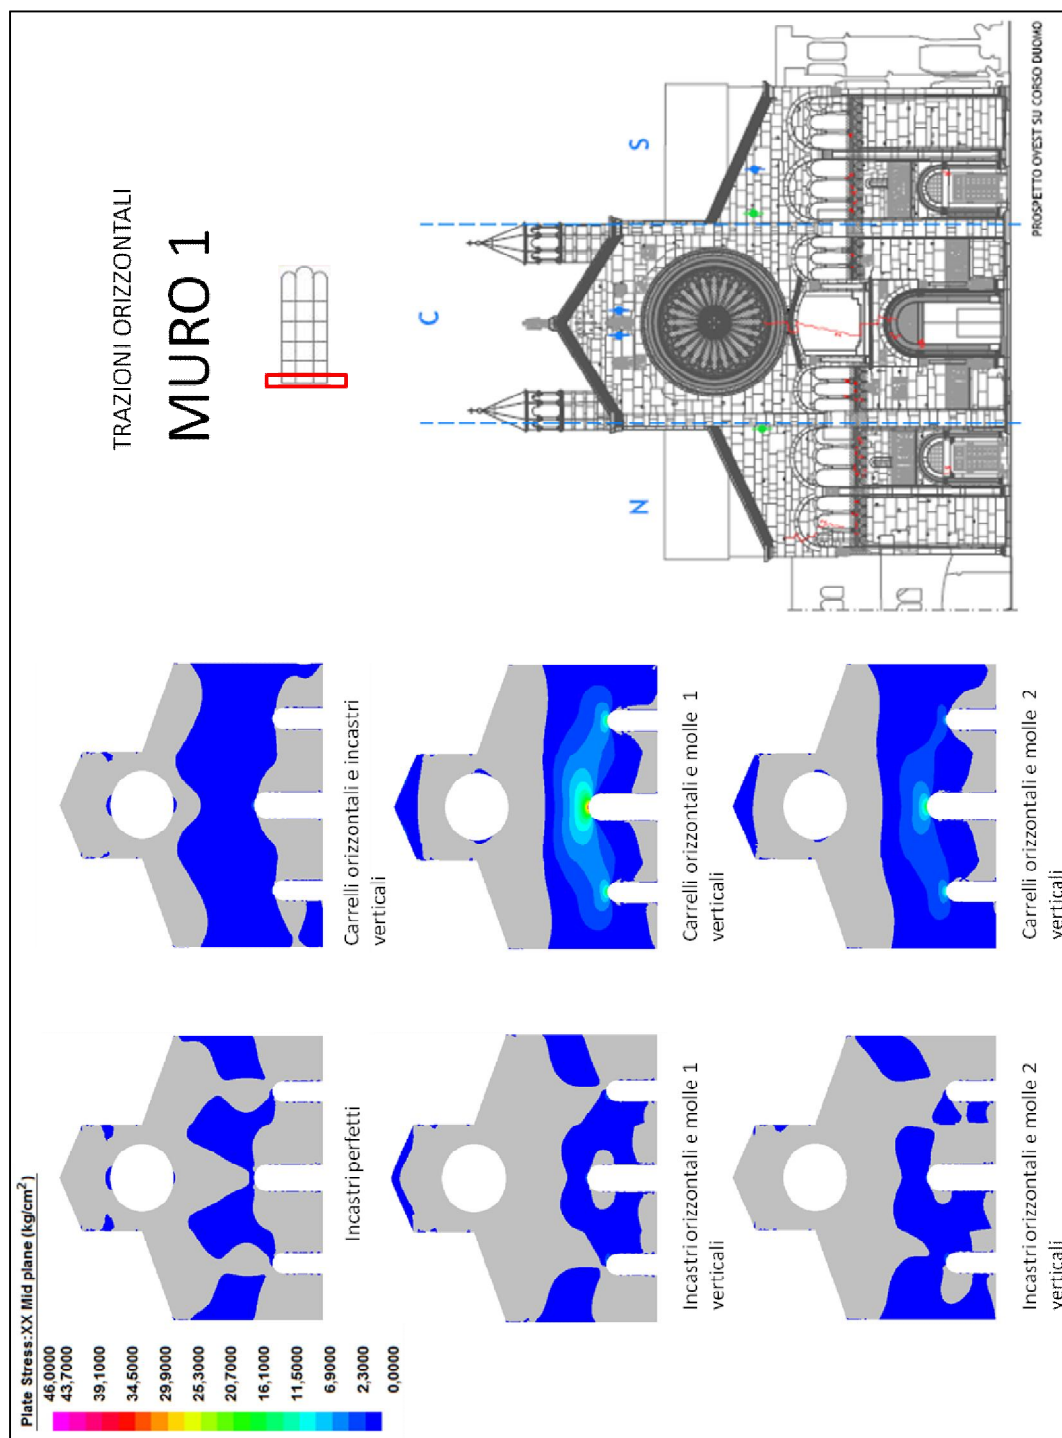 TRAZIONI ORIZZONTALI
MURO 1
N
C
S
PROSPETTO OVEST SU CORSO DUOMO
Plate Stress:XX Mid plane (kg/cm²)
46,0000
43,7000
39,1000
34,5000
29,9000
25,3000
20,7000
16,1000
11,5000
6,9000
2,3000
0,0000
Incastri perfetti
Carrelli orizzontali e incastri
verticali
Incastri orizzontali e molle 1
verticali
Carrelli orizzontali e molle 1
verticali
Incastri orizzontali e molle 2
verticali
Carrelli orizzontali e molle 2
verticali